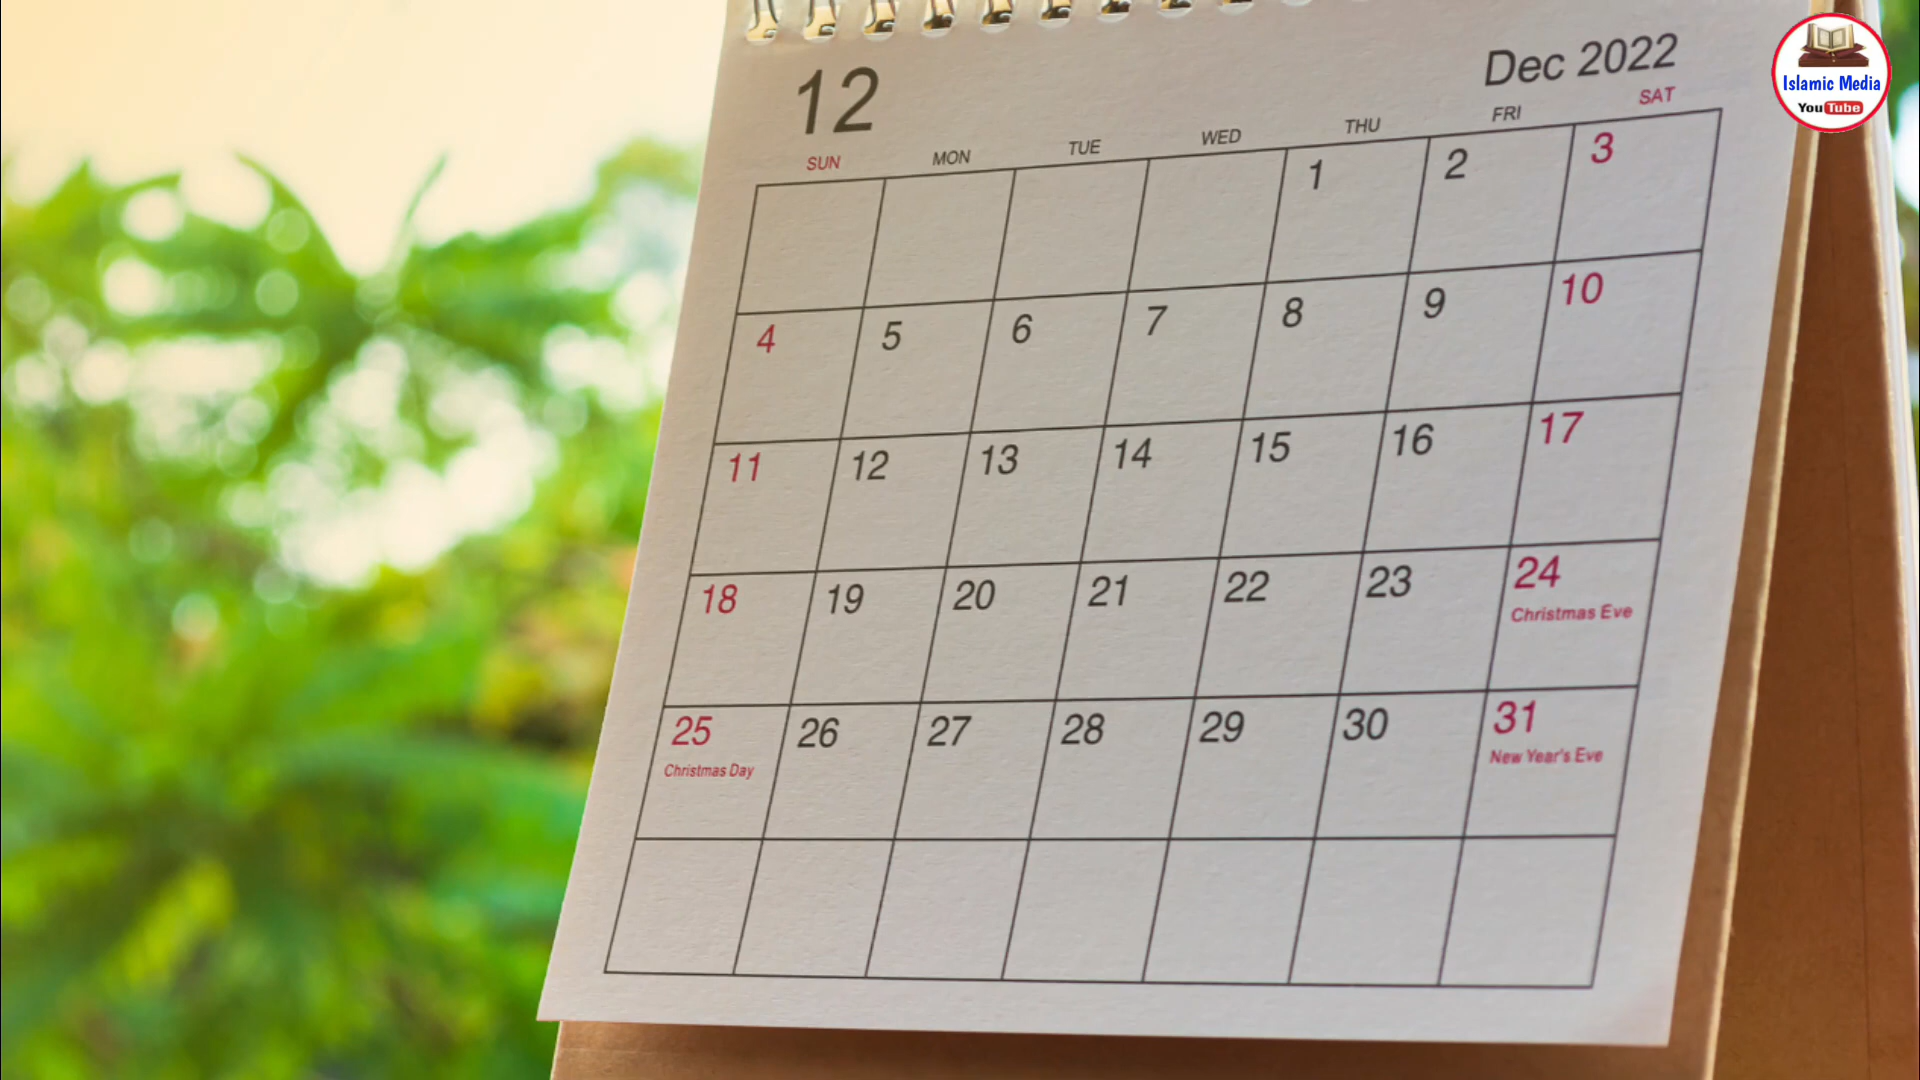 12
Dec 2022
SUN MON TUE WED THU FRI SAT
1 2 3
4 5 6 7 8 9 10
11 12 13 14 15 16 17
18 19 20 21 22 23 24
Christmas Eve
25 26 27 28 29 30 31
Christmas Day New Year's Eve
Islamic Media
YouTube